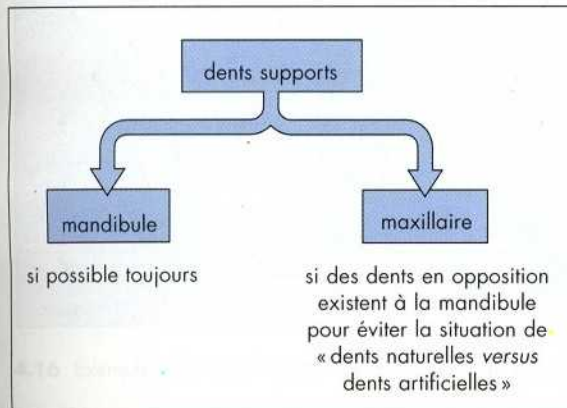 dents supports
mandibule
maxillaire
si possible toujours
si des dents en opposition
existent à la mandibule
pour éviter la situation de
« dents naturelles versus
dents artificielles »